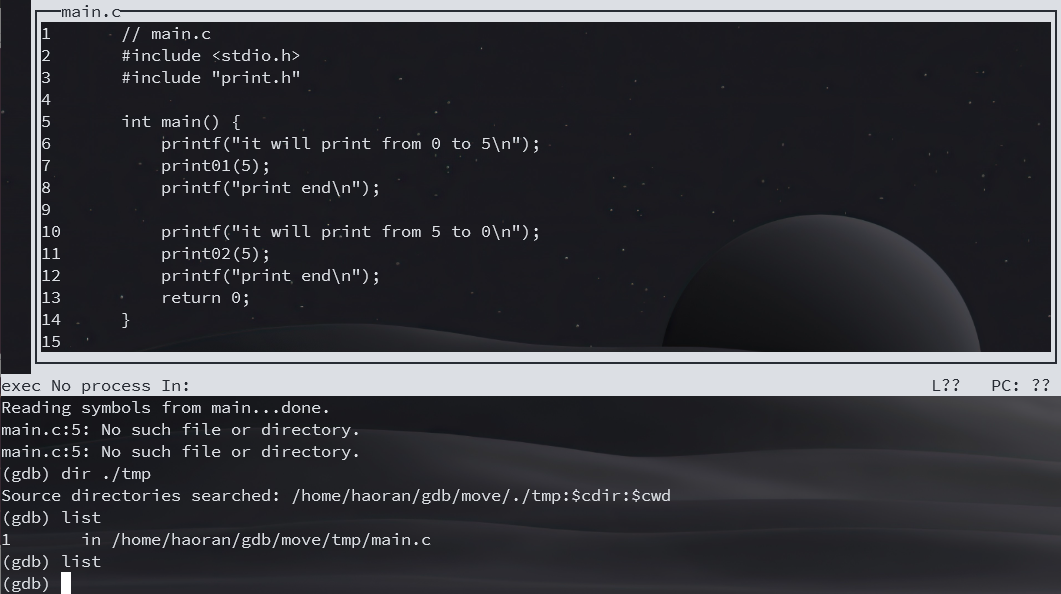 main.c
1 // main.c
2 #include <stdio.h>
3 #include "print.h"
4
5 int main() {
6 printf("it will print from 0 to 5\n");
7 print01(5);
8 printf("print end\n");
9
10 printf("it will print from 5 to 0\n");
11 print02(5);
12 printf("print end\n");
13 return 0;
14 }
15
exec No process In: L?? PC: ??
Reading symbols from main...done.
main.c:5: No such file or directory.
main.c:5: No such file or directory.
(gdb) dir ./tmp
Source directories searched: /home/haoran/gdb/move/./tmp:$cdir:$cwd
(gdb) list
1 in /home/haoran/gdb/move/tmp/main.c
(gdb) list
(gdb)